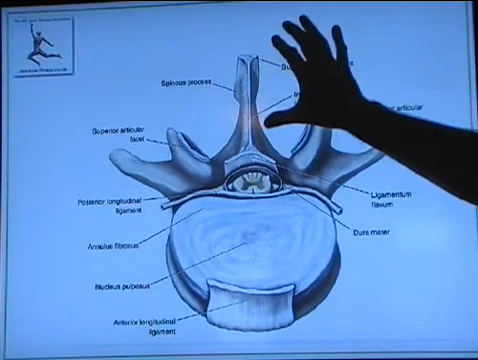 Spinous process
Superior articular
facet
Posterior longitudinal
ligament
Annulus fibrosus
Nucleus pulposus
Anterior longitudinal
ligament
articular
Ligamentum
flavum
Dura mater